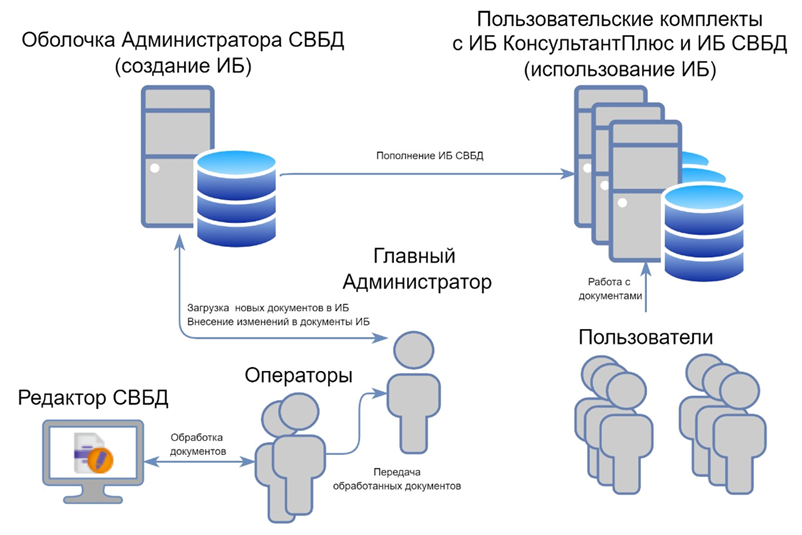 Оболочка Администратора СВБД
(создание ИБ)
Пользовательские комплекты
с ИБ КонсультантПлюс и ИБ СВБД
(использование ИБ)
Пополнение ИБ СВБД
Главный
Администратор
Загрузка новых документов в ИБ
Внесение изменений в документы ИБ
Работа с
документами
Пользователи
Операторы
Редактор СВБД
Обработка
документов
Передача
обработанных документов